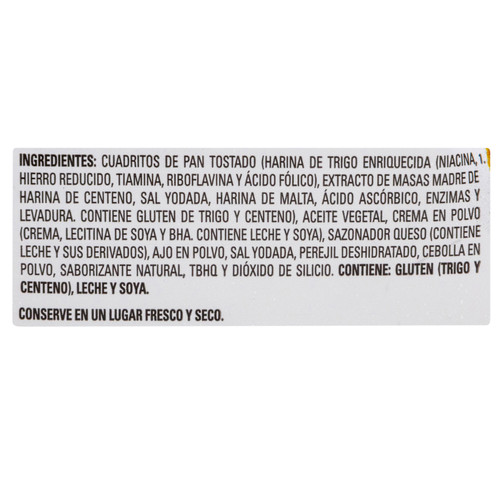 INGREDIENTES: CUADRITOS DE PAN TOSTADO (HARINA DE TRIGO ENRIQUECIDA (NIACINA, 1.
HIERRO REDUCIDO, TIAMINA, RIBOFLAVINA Y ÁCIDO FÓLICO), EXTRACTO DE MASAS MADRE DE
HARINA DE CENTENO, SAL YODADA, HARINA DE MALTA, ÁCIDO ASCÓRBICO, ENZIMAS Y
LEVADURA. CONTIENE GLUTEN DE TRIGO Y CENTENO), ACEITE VEGETAL, CREMA EN POLVO
(CREMA, LECITINA DE SOYA Y BHA. CONTIENE LECHE Y SOYA), SAZONADOR QUESO (CONTIENE
LECHE Y SUS DERIVADOS), AJO EN POLVO, SAL YODADA, PEREJIL DESHIDRATADO, CEBOLLA EN
POLVO, SABORIZANTE NATURAL, TBHQ Y DIÓXIDO DE SILICIO. CONTIENE: GLUTEN (TRIGO Y
CENTENO), LECHE Y SOYA.
CONSERVE EN UN LUGAR FRESCO Y SECO.